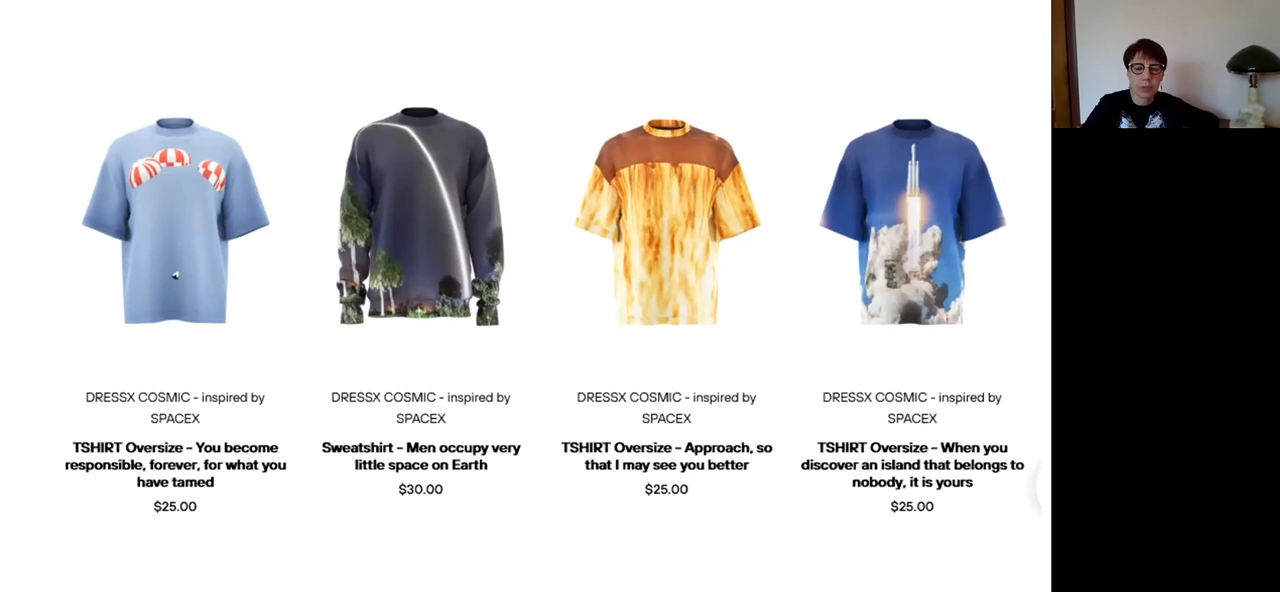 DRESSX COSMIC - inspired by
SPACEX
TSHIRT Oversize - You become
responsible, forever, for what you
have tamed
$25.00
DRESSX COSMIC - inspired by
SPACEX
Sweatshirt - Men occupy very
little space on Earth
$30.00
DRESSX COSMIC - inspired by
SPACEX
TSHIRT Oversize - Approach, so
that I may see you better
$25.00
DRESSX COSMIC - inspired by
SPACEX
TSHIRT Oversize - When you
discover an island that belongs to
nobody, it is yours
$25.00